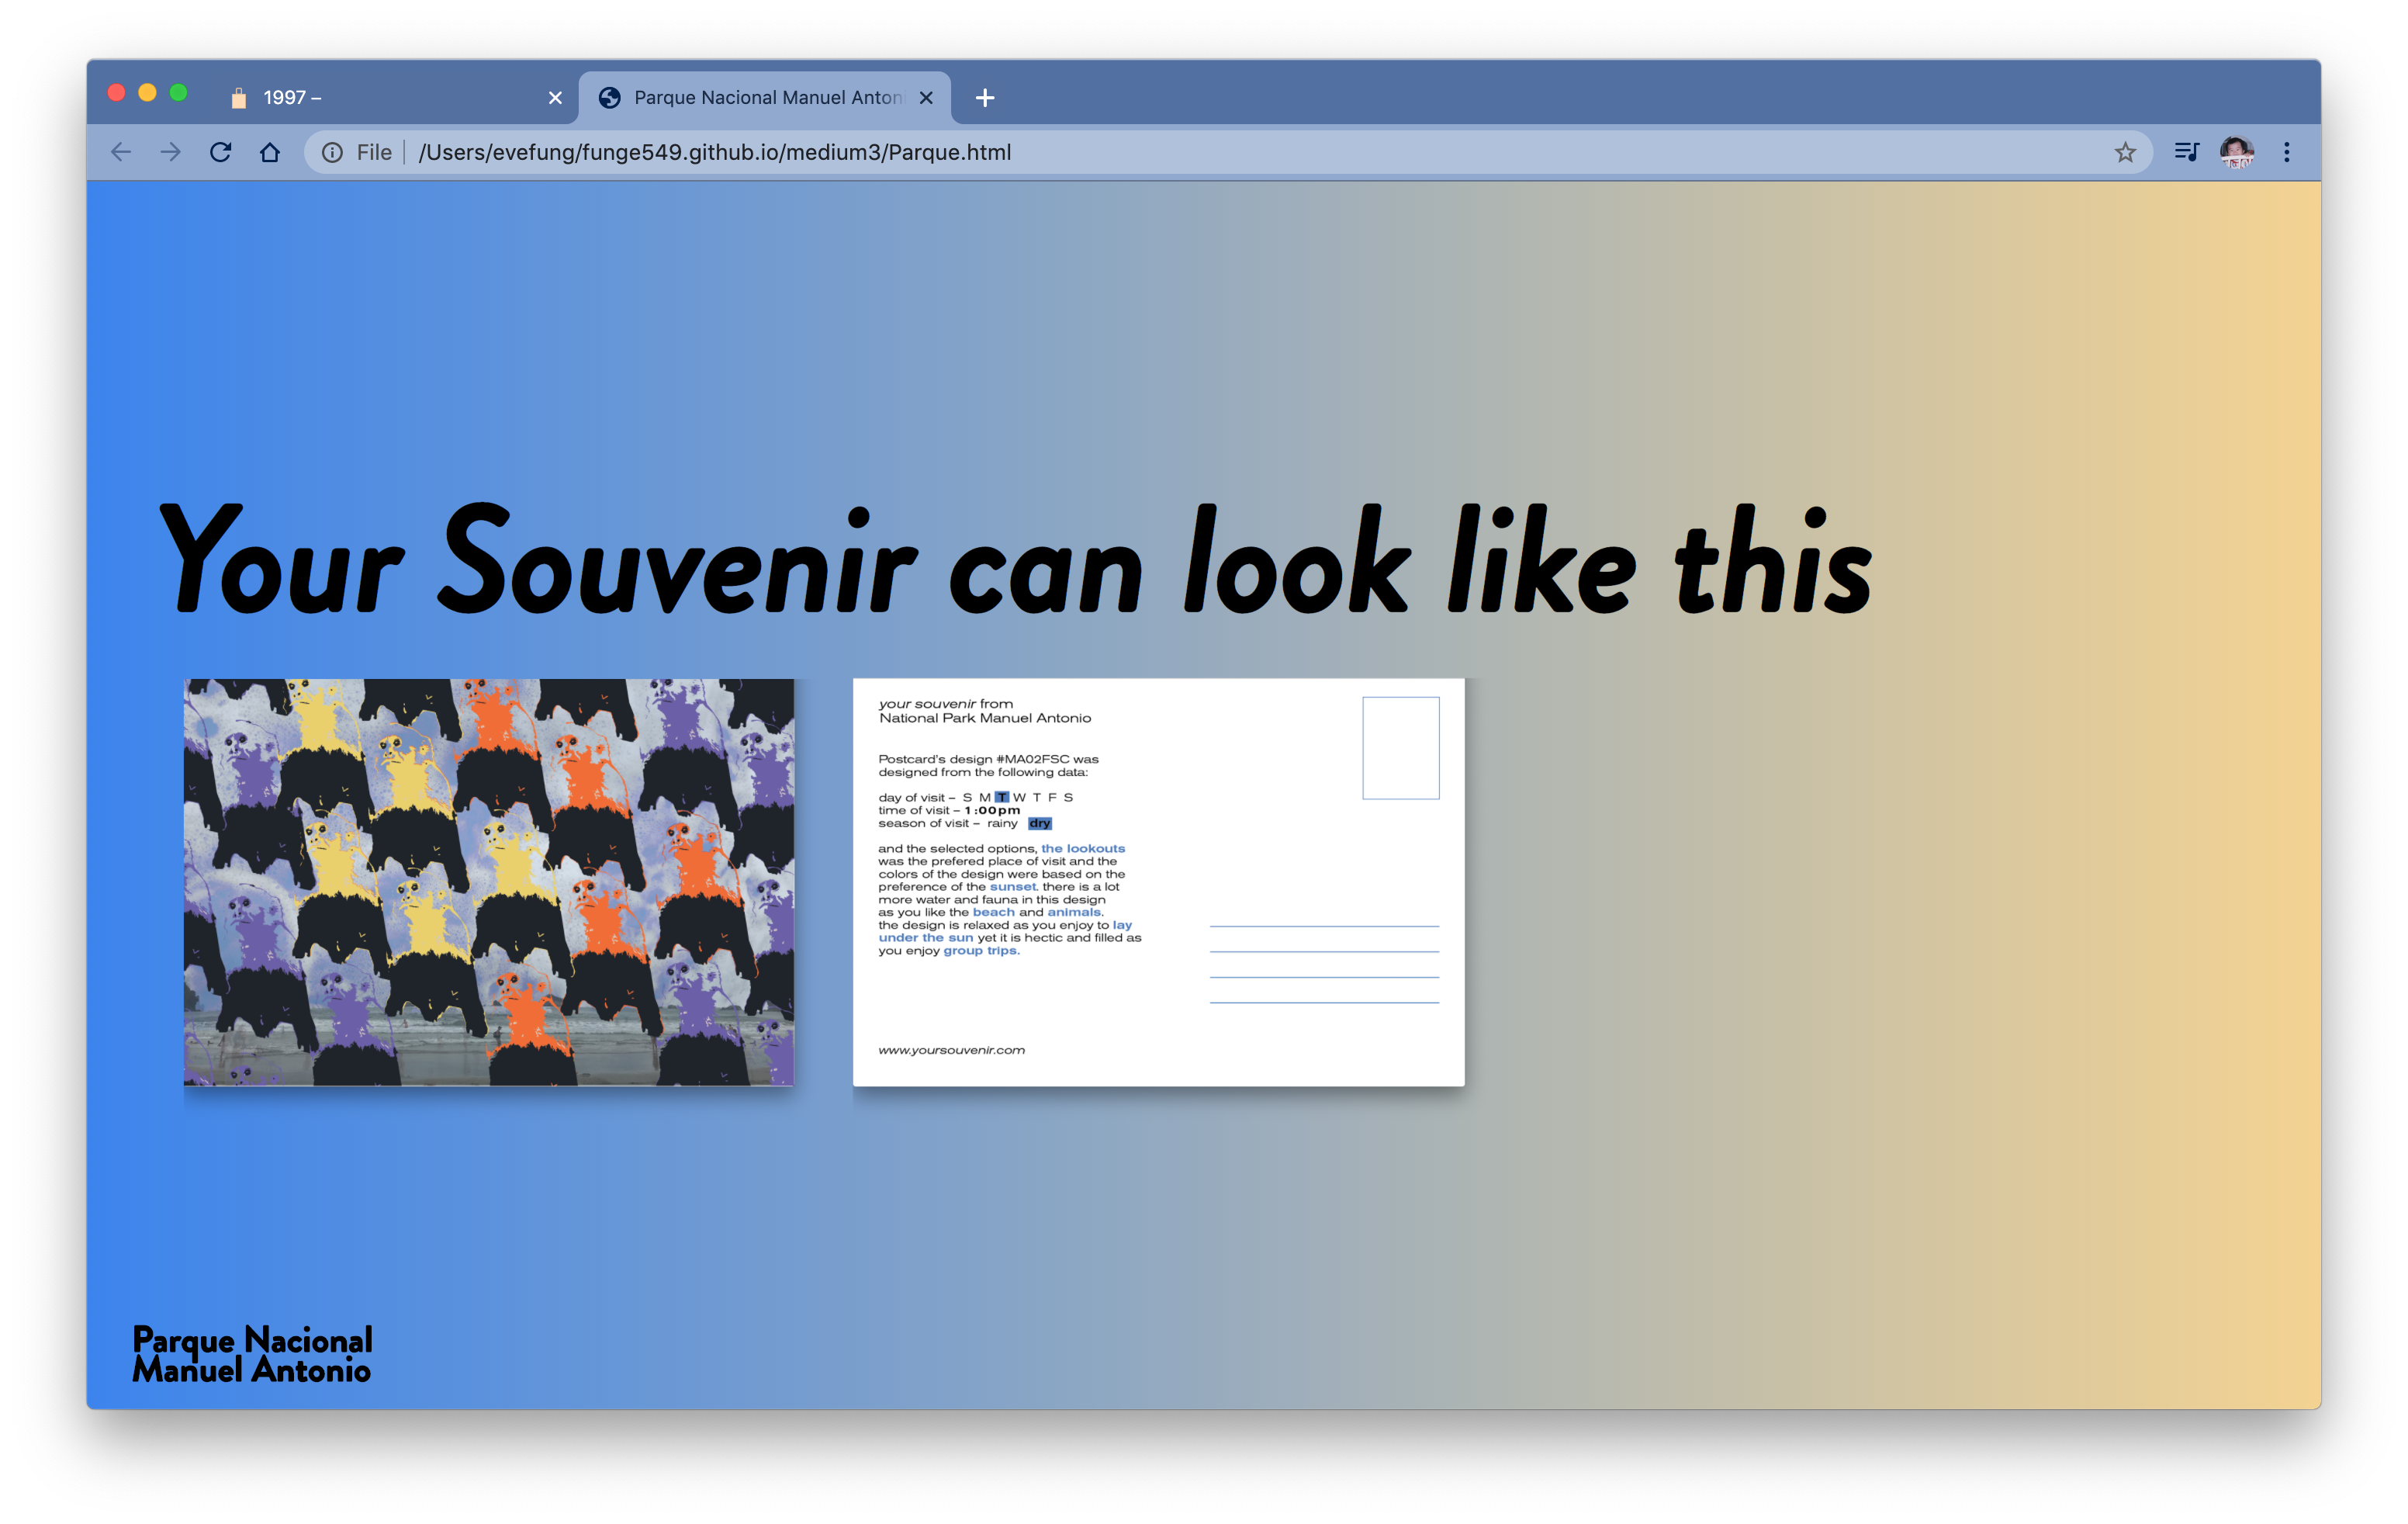 1997 –
Parque Nacional Manuel Antoni
File /Users/evefung/funge549.github.io/medium3/Parque.html
Your Souvenir can look like this
your souvenir from
National Park Manuel Antonio
Postcard's design #MA02FSC was
designed from the following data:
day of visit – S M T W T F S
time of visit – 1:00pm
season of visit – rainy dry
and the selected options, the lookouts
was the prefered place of visit and the
colors of the design were based on the
preference of the sunset. there is a lot
more water and fauna in this design
as you like the beach and animals.
the design is relaxed as you enjoy to lay
under the sun yet it is hectic and filled as
you enjoy group trips.
www.yoursouvenir.com
Parque Nacional
Manuel Antonio